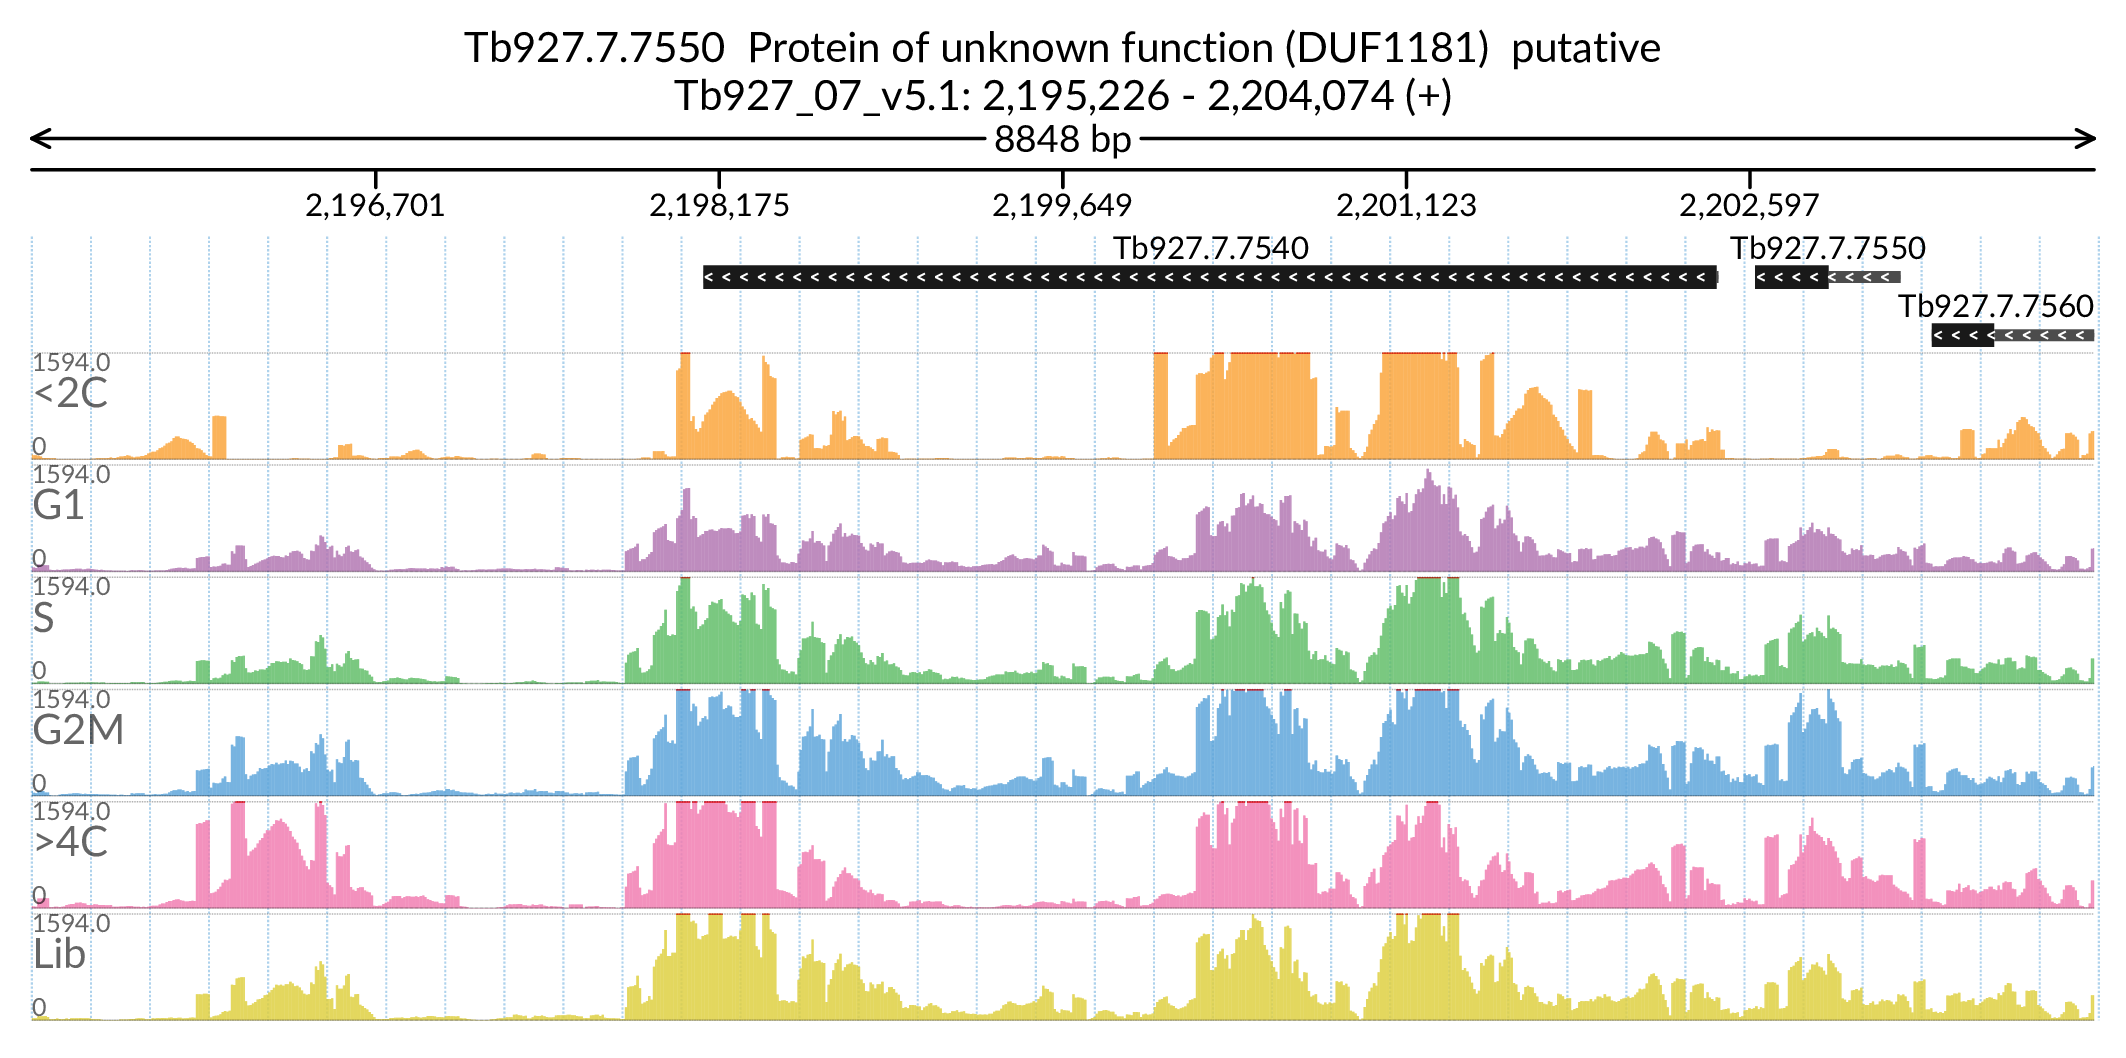 Tb927.7.7550 Protein of unknown function (DUF1181) putative
Tb927_07_v5.1: 2,195,226 - 2,204,074 (+)
8848 bp
2,196,701 2,198,175 2,199,649 2,201,123 2,202,597
Tb927.7.7540 Tb927.7.7550
Tb927.7.7560
1594.0
<2C
0
1594.0
G1
0
1594.0
S
0
1594.0
G2M
0
1594.0
>4C
0
1594.0
Lib
0